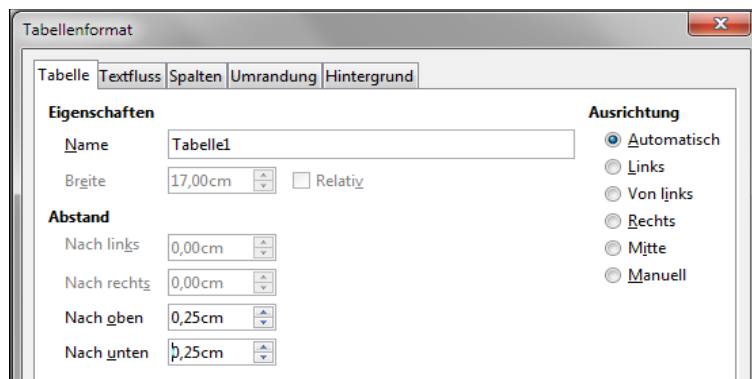 Tabellenformat
Tabelle Textfluss Spalten Umrandung Hintergrund
Eigenschaften
Name Tabelle1
Breite 17,00cm Relativ
Abstand
Nach links 0,00cm
Nach rechts 0,00cm
Nach oben 0,25cm
Nach unten 0,25cm
Ausrichtung
Automatisch
Links
Von links
Rechts
Mitte
Manuell